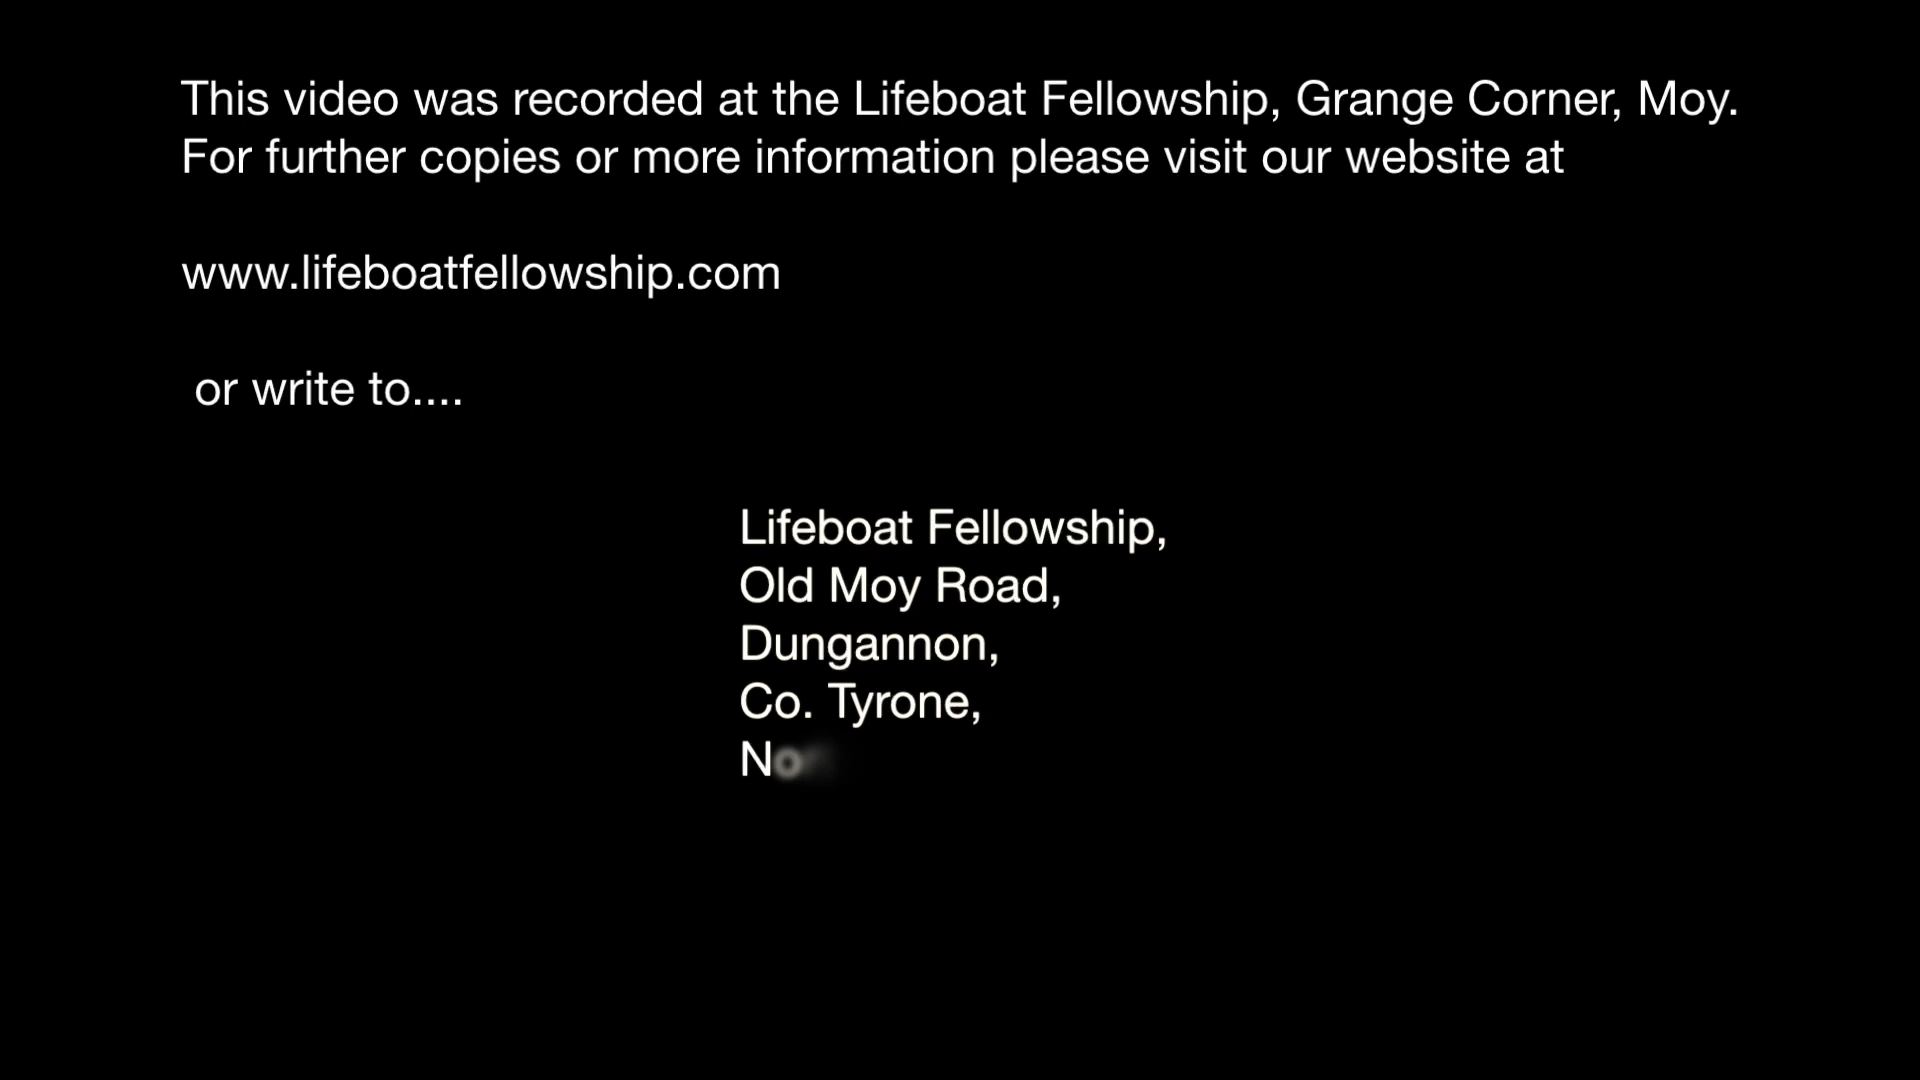 This video was recorded at the Lifeboat Fellowship, Grange Corner, Moy.
For further copies or more information please visit our website at
www.lifeboatfellowship.com
or write to....
Lifeboat Fellowship,
Old Moy Road,
Dungannon,
Co. Tyrone,